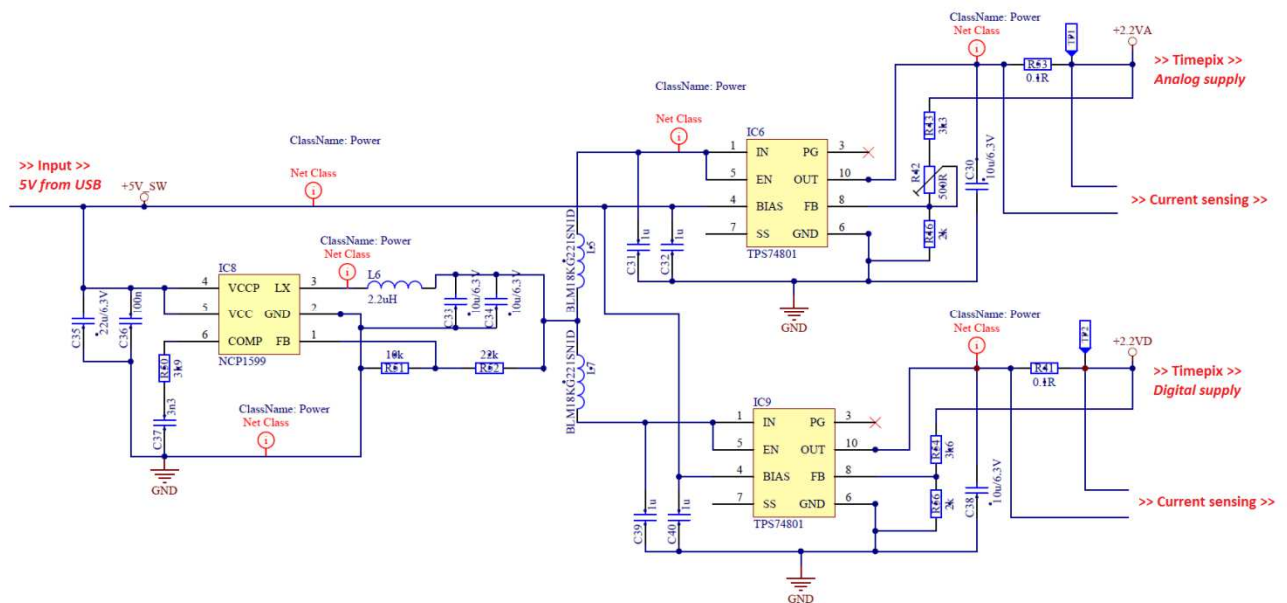 ClassName: Power
Net Class
+2.2VA
TP1
>> Timepix >>
Analog supply
R53
0.1R
ClassName: Power
Net Class
IC6
1 IN PG 3
5 EN OUT 10
4 BIAS FB 8
7 SS GND 6
TPS74801
R43
3k3
R42
500R
R46
2k
C30
10u/6.3V
>> Current sensing >>
ClassName: Power
Net Class
>> Input >>
5V from USB
+5V_SW
C31
1u
C32
1u
GND
BLM18KG221SN1D
L5
ClassName: Power
Net Class
IC8
4 VCCP LX 3
5 VCC GND 2
6 COMP FB 1
NCP1599
L6
2.2uH
C33
10u/6.3V
C34
10u/6.3V
C35
22u/6.3V
C36
100n
3k9
C37
3n3
10k
22k
ClassName: Power
Net Class
GND
BLM18KG221SN1D
L7
ClassName: Power
Net Class
+2.2VD
TP2
>> Timepix >>
Digital supply
R41
0.1R
IC9
1 IN PG 3
5 EN OUT 10
4 BIAS FB 8
7 SS GND 6
TPS74801
3k6
2k
C38
10u/6.3V
>> Current sensing >>
C39
1u
C40
1u
GND